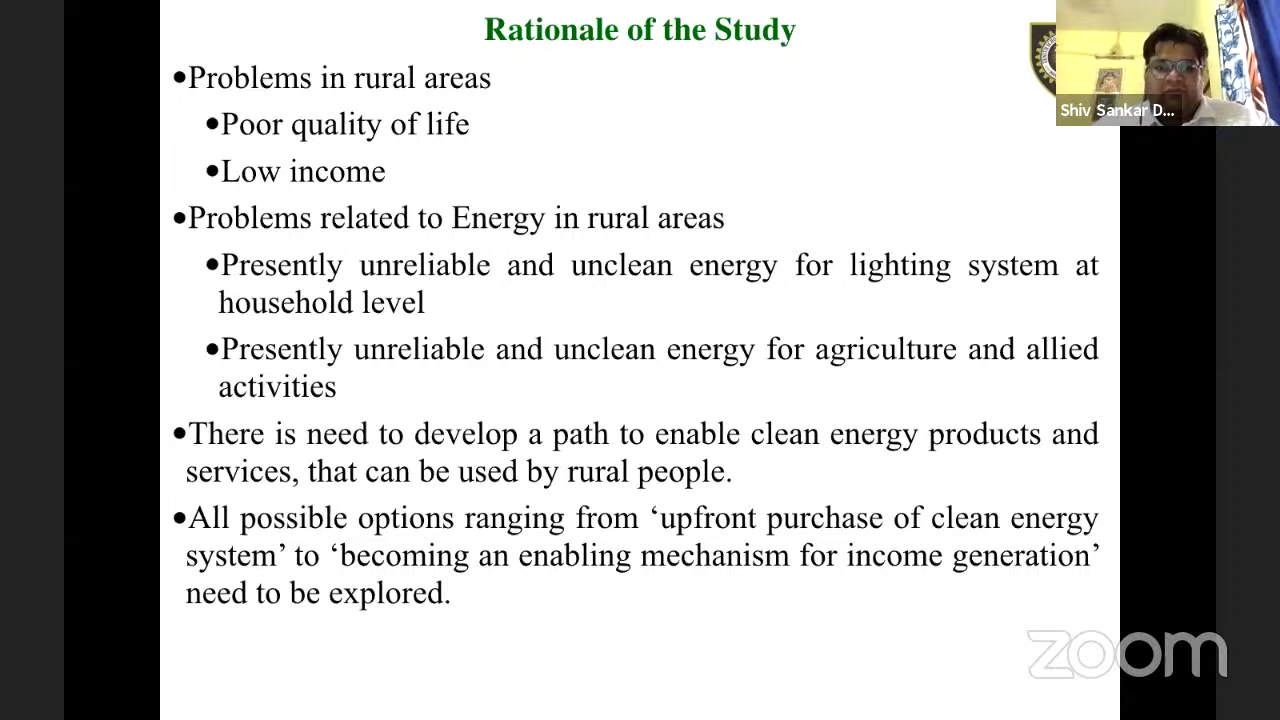 Rationale of the Study
•Problems in rural areas
•Poor quality of life
•Low income
•Problems related to Energy in rural areas
•Presently unreliable and unclean energy for lighting system at
household level
•Presently unreliable and unclean energy for agriculture and allied
activities
•There is need to develop a path to enable clean energy products and
services, that can be used by rural people.
•All possible options ranging from ‘upfront purchase of clean energy
system’ to ‘becoming an enabling mechanism for income generation’
need to be explored.
Shiv Sankar D...
zoom